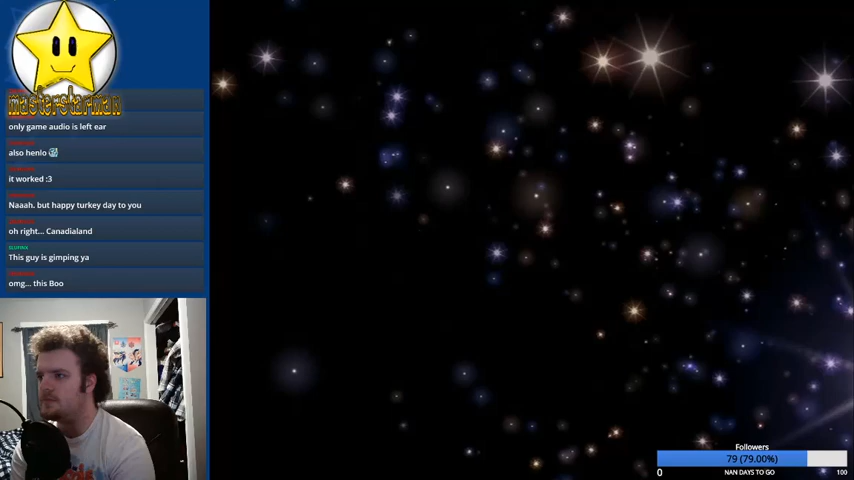 masterstarman
only game audio is left ear
also henlo
it worked :3
Naaah. but happy turkey day to you
oh right... Canadialand
This guy is gimping ya
omg... this Boo
Followers
79 (79.00%)
0
NAN DAYS TO GO
100